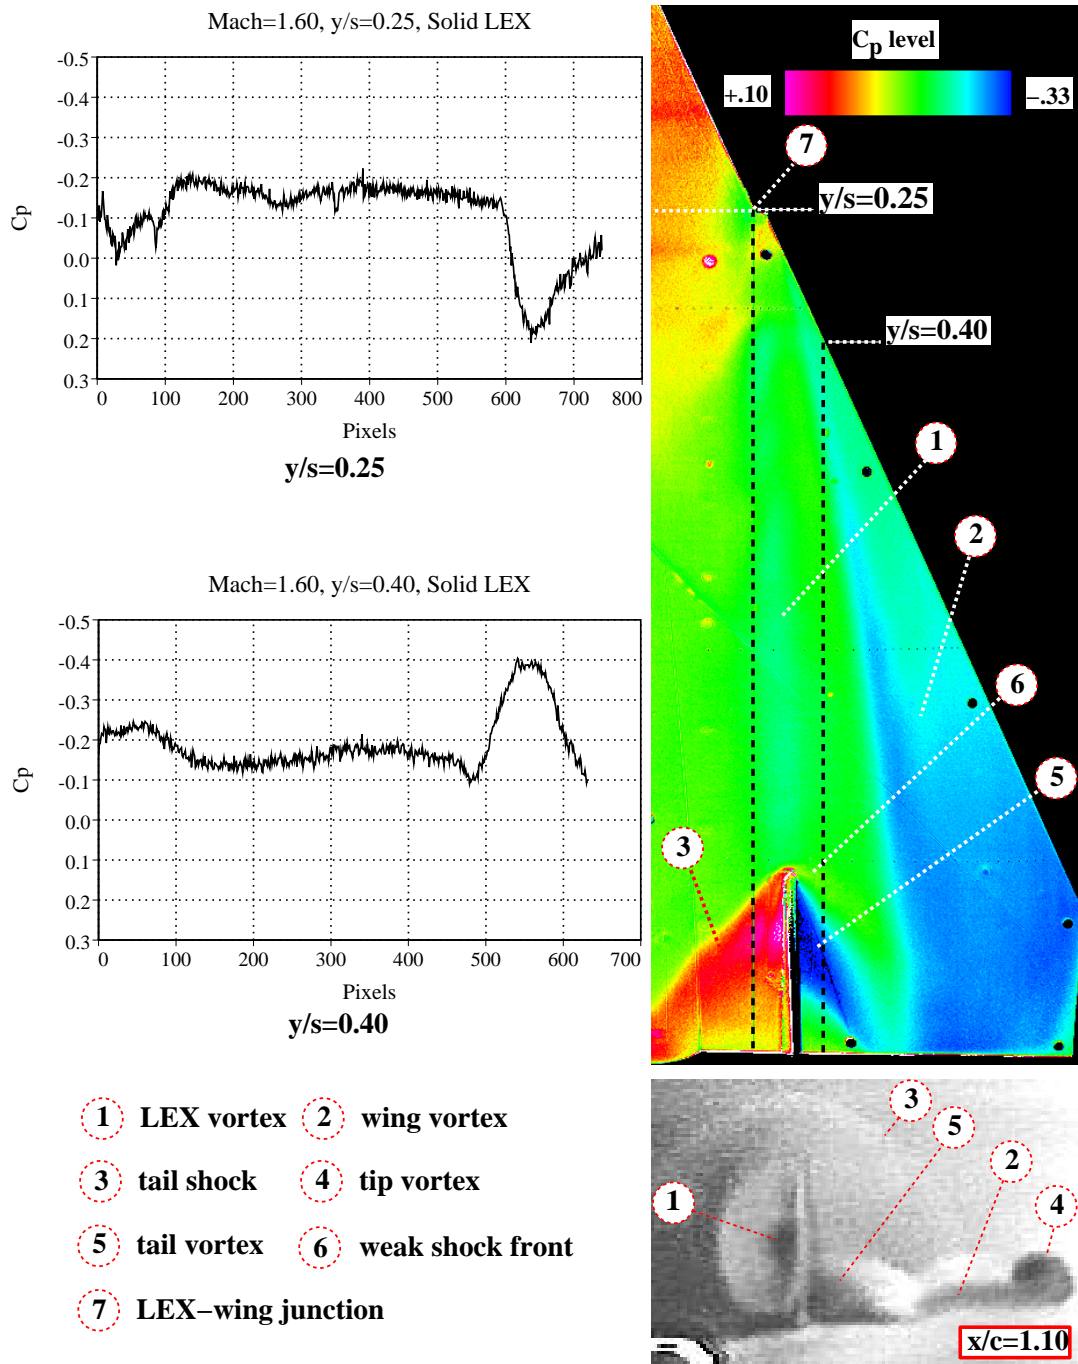 Mach=1.60, y/s=0.25, Solid LEX
-0.5
-0.4
-0.3
-0.2
-0.1
0.0
0.1
0.2
0.3
Cp
0 100 200 300 400 500 600 700 800
Pixels
y/s=0.25
Mach=1.60, y/s=0.40, Solid LEX
-0.5
-0.4
-0.3
-0.2
-0.1
0.0
0.1
0.2
0.3
Cp
0 100 200 300 400 500 600 700
Pixels
y/s=0.40
Cp level
+.10 −.33
7
y/s=0.25
y/s=0.40
1
2
6
5
3
1 LEX vortex 2 wing vortex
3 tail shock 4 tip vortex
5 tail vortex 6 weak shock front
7 LEX−wing junction
3
5
2
1
4
x/c=1.10